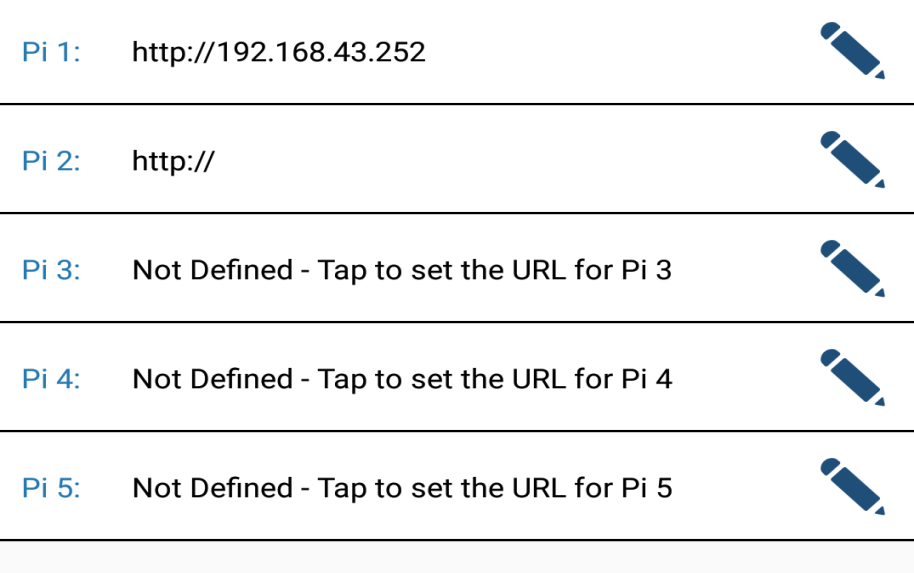 Pi 1: http://192.168.43.252
Pi 2: http://
Pi 3: Not Defined - Tap to set the URL for Pi 3
Pi 4: Not Defined - Tap to set the URL for Pi 4
Pi 5: Not Defined - Tap to set the URL for Pi 5